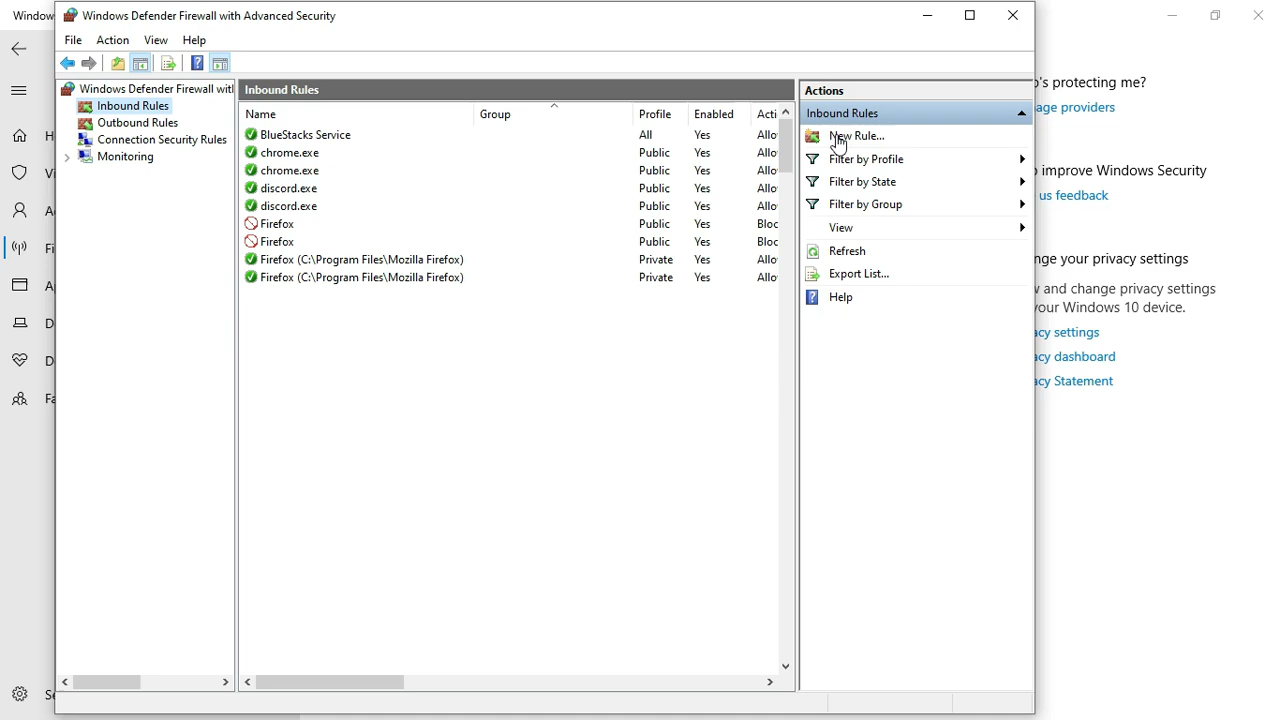 Window
Windows Defender Firewall with Advanced Security
File Action View Help
Windows Defender Firewall wit
Inbound Rules
Outbound Rules
Connection Security Rules
Monitoring
Inbound Rules
Name Group Profile Enabled Acti
BlueStacks Service All Yes Allo
chrome.exe Public Yes Allo
chrome.exe Public Yes Allo
discord.exe Public Yes Allo
discord.exe Public Yes Allo
Firefox Public Yes Bloc
Firefox Public Yes Bloc
Firefox (C:\Program Files\Mozilla Firefox) Private Yes Allo
Firefox (C:\Program Files\Mozilla Firefox) Private Yes Allo
Actions
Inbound Rules
New Rule...
Filter by Profile
Filter by State
Filter by Group
View
Refresh
Export List...
Help
H
Vi
A
Fi
A
D
D
Fa
Se
o's protecting me?
age providers
improve Windows Security
us feedback
nge your privacy settings
and change privacy settings
our Windows 10 device.
acy settings
acy dashboard
acy Statement